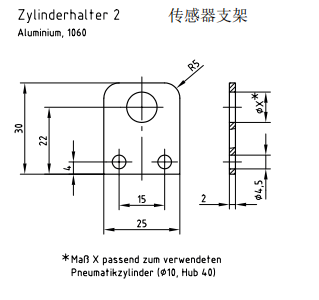 Zylinderhalter 2
传感器支架
Aluminium, 1060
R5
30
22
4
15
25
2
ØX*
Ø4,5
*Maß X passend zum verwendeten
Pneumatikzylinder (Ø10, Hub 40)